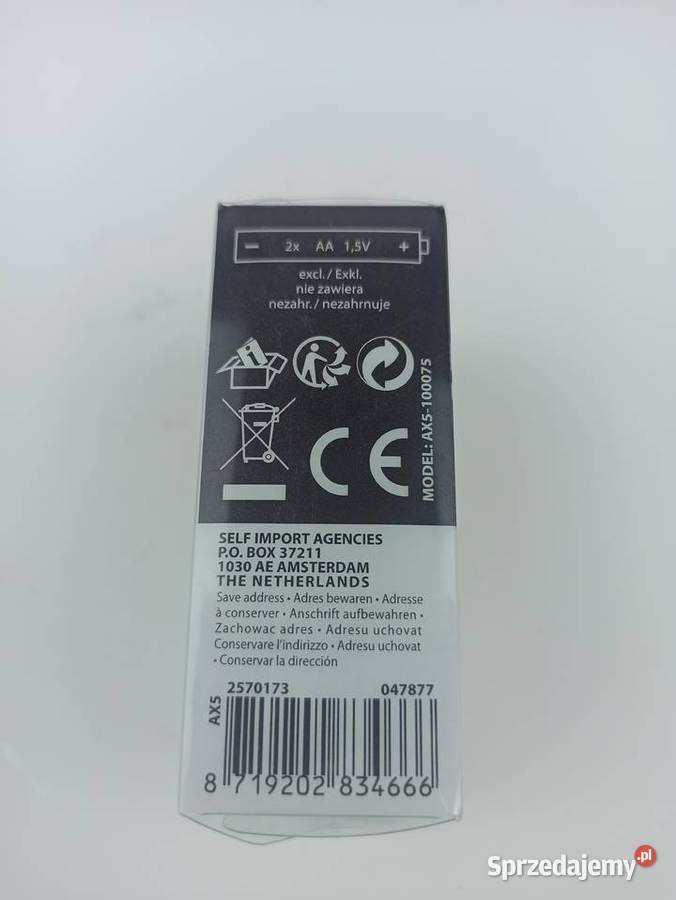 − 2x AA 1,5V +
excl./ Exkl.
nie zawiera
nezahr./ nezahrnuje
MODEL: AX5-100075
CE
SELF IMPORT AGENCIES
P.O. BOX 37211
1030 AE AMSTERDAM
THE NETHERLANDS
Save address • Adres bewaren • Adresse
à conserver • Anschrift aufbewahren •
Zachowac adres • Adresu uchovat
Conservare l'indirizzo • Adresu uchovat
• Conservar la dirección
2570173 047877
AX5
8 719202 834666
Sprzedajemy.pl